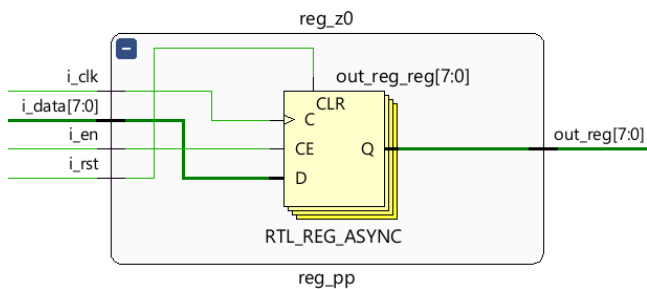 reg_z0
i_clk
i_data[7:0]
i_en
i_rst
out_reg_reg[7:0]
CLR
C
CE
Q
D
RTL_REG_ASYNC
out_reg[7:0]
reg_pp